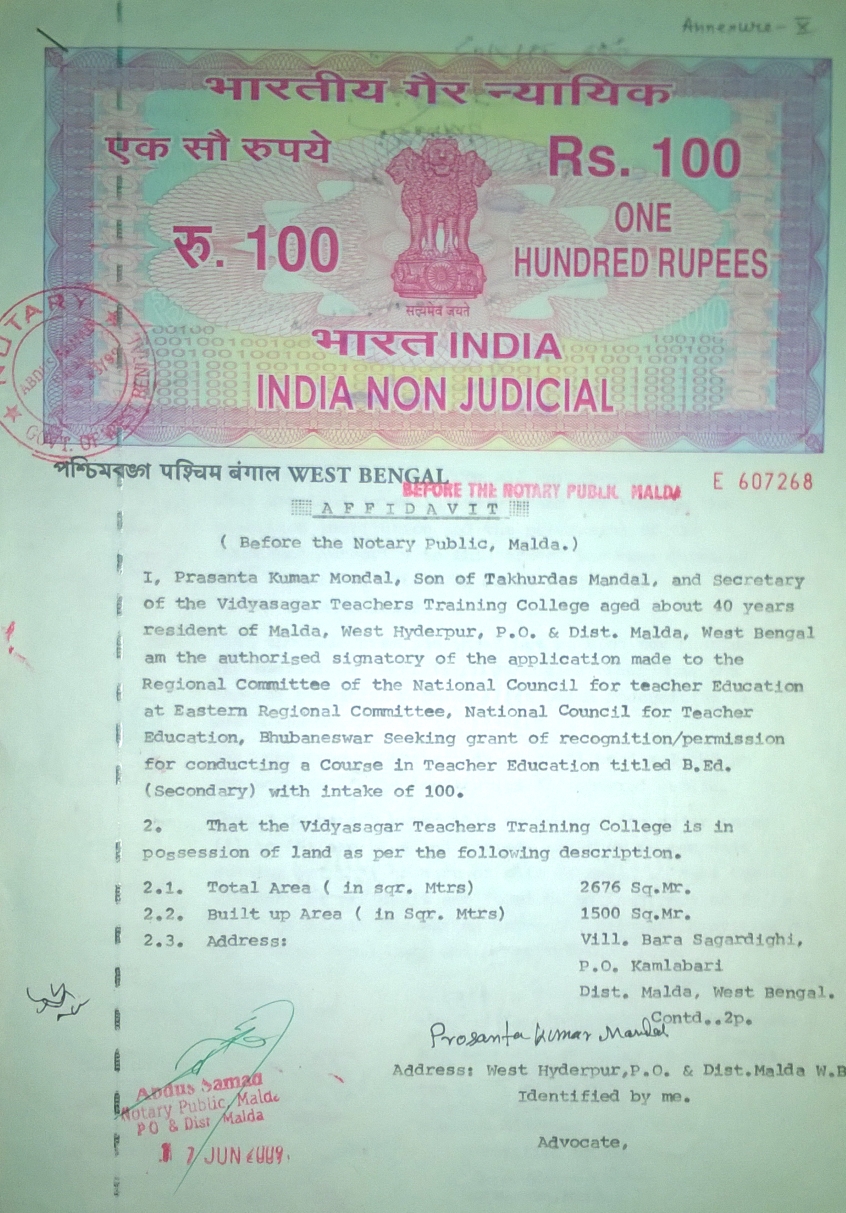 Annexure - X
भारतीय गैर न्यायिक
एक सौ रुपये
Rs. 100
रु. 100
ONE
HUNDRED RUPEES
सत्यमेव जयते
भारत INDIA
INDIA NON JUDICIAL
NOTARY
GOVT. OF WEST BENGAL
পশ্চিমবঙ্গ पश्चिम बंगाल WEST BENGAL
BEFORE THE NOTARY PUBLIC MALDA
E 607268
A F F I D A V I T
( Before the Notary Public, Malda.)
I, Prasanta Kumar Mondal, Son of Takhurdas Mandal, and Secretary
of the Vidyasagar Teachers Training College aged about 40 years
resident of Malda, West Hyderpur, P.O. & Dist. Malda, West Bengal
am the authorised signatory of the application made to the
Regional Committee of the National Council for teacher Education
at Eastern Regional Committee, National Council for Teacher
Education, Bhubaneswar Seeking grant of recognition/permission
for conducting a Course in Teacher Education titled B.Ed.
(Secondary) with intake of 100.
2. That the Vidyasagar Teachers Training College is in
possession of land as per the following description.
2.1. Total Area ( in sqr. Mtrs) 2676 Sq.Mr.
2.2. Built up Area ( in Sqr. Mtrs) 1500 Sq.Mr.
2.3. Address: Vill. Bara Sagardighi,
P.O. Kamlabari
Dist. Malda, West Bengal.
Contd..2p.
Prosanta Kumar Mandal
Address: West Hyderpur,P.O. & Dist.Malda W.B
Identified by me.
Advocate,
Abdus Samad
Notary Public, Malda
PO & Dist Malda
17 JUN 2009